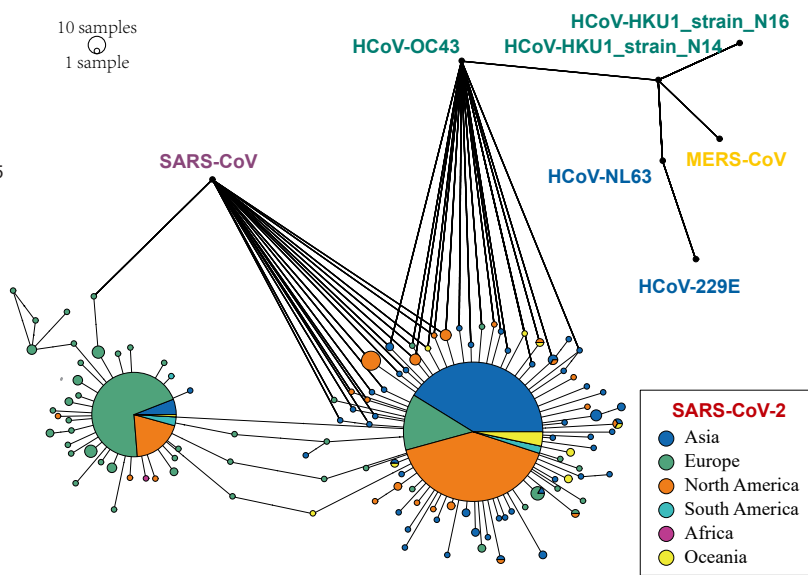 HCoV-HKU1_strain_N16
10 samples
HCoV-OC43
HCoV-HKU1_strain_N14
1 sample
SARS-CoV
MERS-CoV
5
HCoV-NL63
HCoV-229E
SARS-CoV-2
Asia
Europe
North America
South America
Africa
Oceania